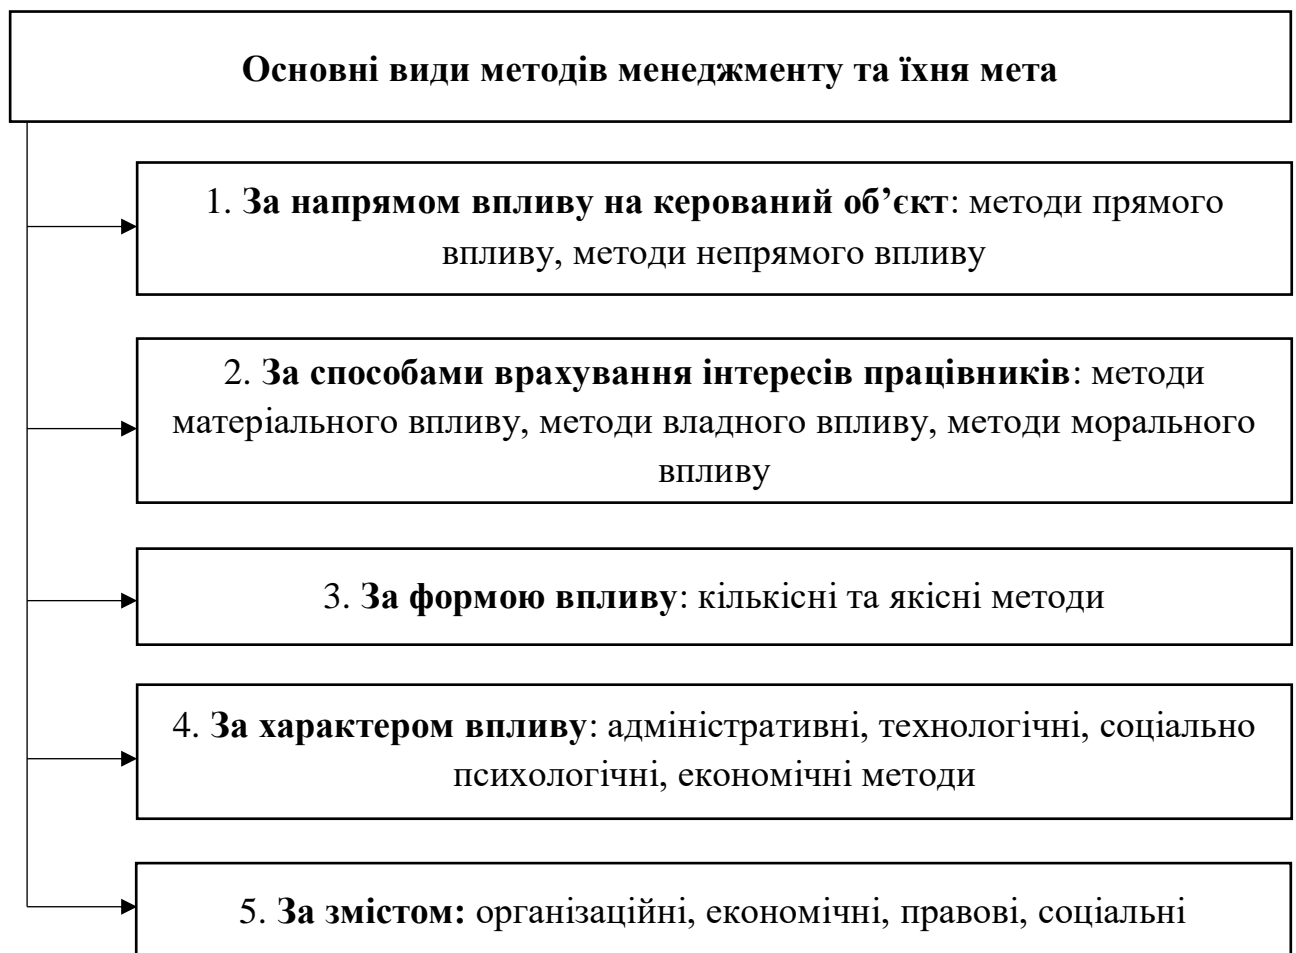 Основні види методів менеджменту та їхня мета
1. За напрямом впливу на керований об’єкт: методи прямого
впливу, методи непрямого впливу
2. За способами врахування інтересів працівників: методи
матеріального впливу, методи владного впливу, методи морального
впливу
3. За формою впливу: кількісні та якісні методи
4. За характером впливу: адміністративні, технологічні, соціально
психологічні, економічні методи
5. За змістом: організаційні, економічні, правові, соціальні